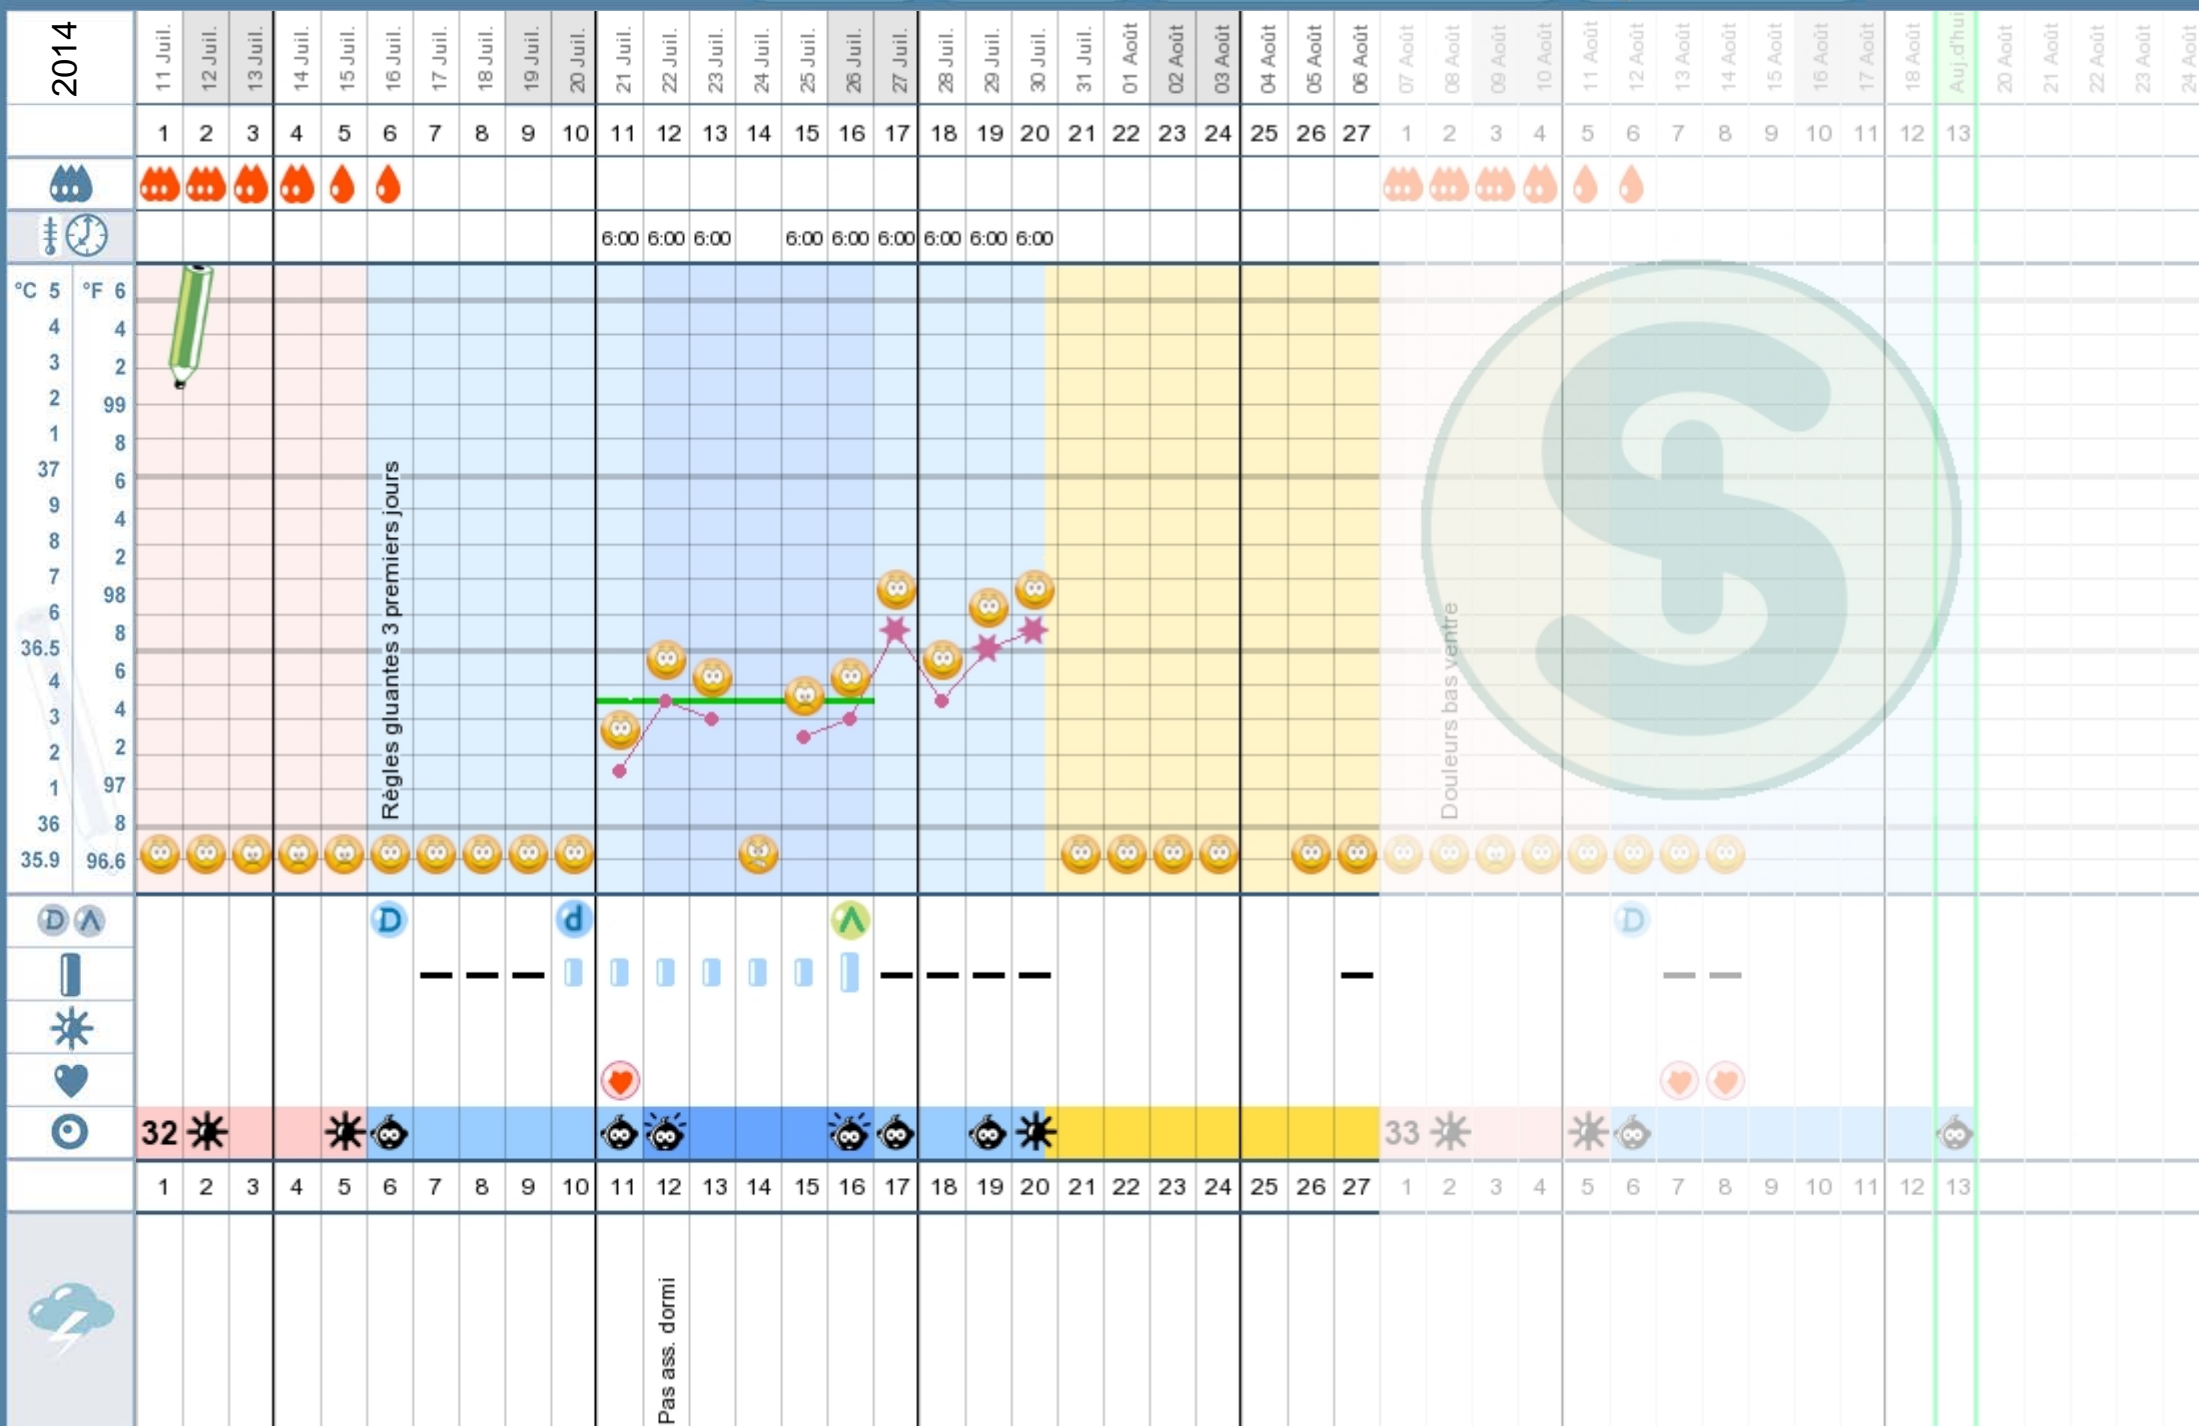 2014 11 Juil. 12 Juil. 13 Juil. 14 Juil. 15 Juil. 16 Juil. 17 Juil. 18 Juil. 19 Juil. 20 Juil. 21 Juil. 22 Juil. 23 Juil. 24 Juil. 25 Juil. 26 Juil. 27 Juil. 28 Juil. 29 Juil. 30 Juil. 31 Juil. 01 Août 02 Août 03 Août 04 Août 05 Août 06 Août 07 Août 08 Août 09 Août 10 Août 11 Août 12 Août 13 Août 14 Août 15 Août 16 Août 17 Août 18 Août Auj.d'hui 20 Août 21 Août 22 Août 23 Août 24 Août
1 2 3 4 5 6 7 8 9 10 11 12 13 14 15 16 17 18 19 20 21 22 23 24 25 26 27 1 2 3 4 5 6 7 8 9 10 11 12 13
6:00 6:00 6:00 6:00 6:00 6:00 6:00 6:00 6:00
°C 5 °F 6
4 4
3 2
2 99
1 8
37 6
9 4
8 2
7 98
6 8
36.5 6
4 4
3 2
2 97
1 8
36 96.6
35.9
Règles gluantes 3 premiers jours
Douleurs bas ventre
D Λ D d Λ D
32 33
1 2 3 4 5 6 7 8 9 10 11 12 13 14 15 16 17 18 19 20 21 22 23 24 25 26 27 1 2 3 4 5 6 7 8 9 10 11 12 13
Pas ass. dormi